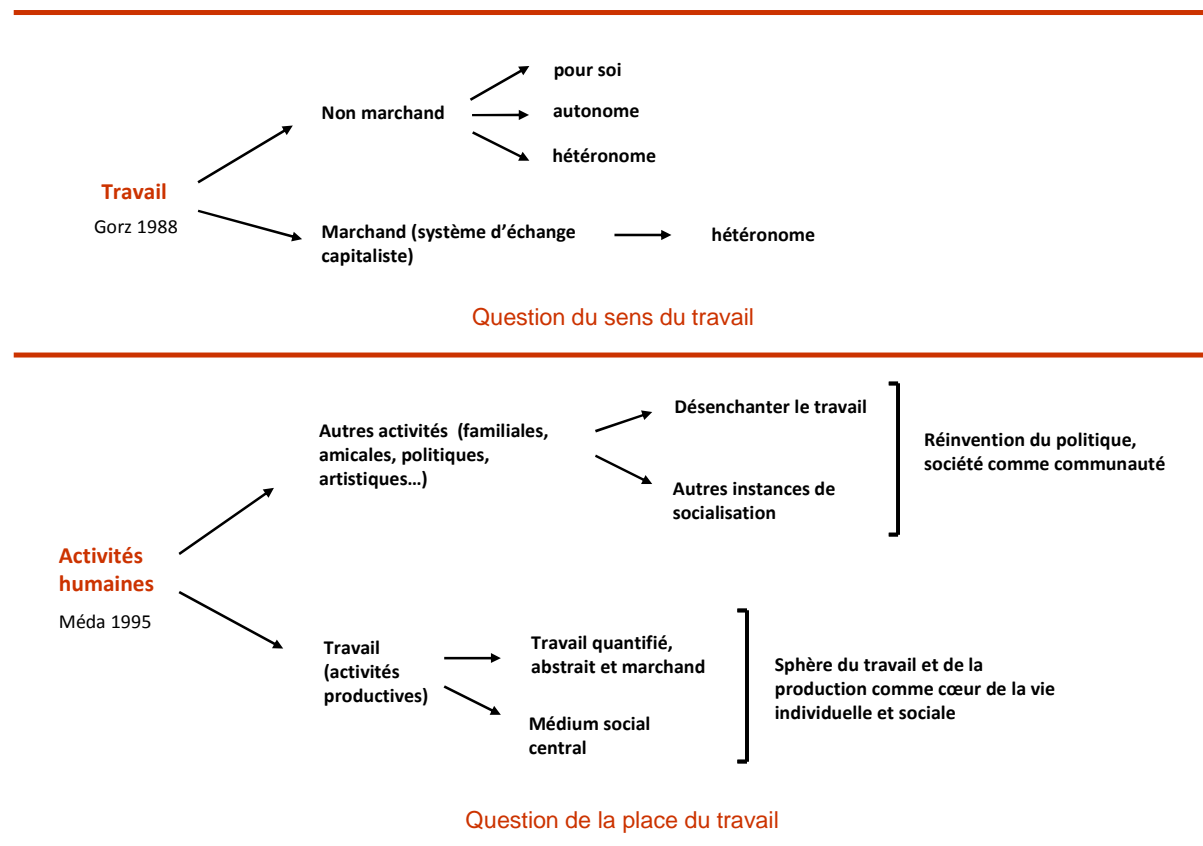 pour soi
Non marchand
autonome
hétéronome
Travail
Gorz 1988
Marchand (système d’échange
capitaliste)
hétéronome
Question du sens du travail
Autres activités  (familiales,
amicales, politiques,
artistiques…)
Désenchanter le travail
Autres instances de
socialisation
Réinvention du politique,
société comme communauté
Activités
humaines
Méda 1995
Travail
(activités
productives)
Travail quantifié,
abstrait et marchand
Médium social
central
Sphère du travail et de la
production comme cœur de la vie
individuelle et sociale
Question de la place du travail